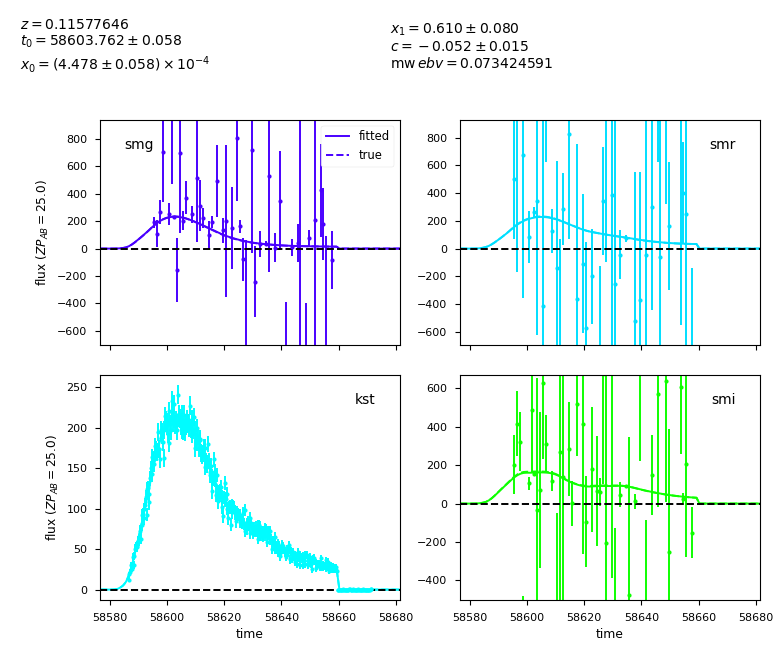 z = 0.11577646
t₀ = 58603.762 ± 0.058
x₀ = (4.478 ± 0.058) × 10⁻⁴
x₁ = 0.610 ± 0.080
c = −0.052 ± 0.015
mw ebv = 0.073424591
smg
fitted
true
800
600
400
200
0
−200
−400
−600
flux (ZP_AB = 25.0)
smr
800
600
400
200
0
−200
−400
−600
kst
250
200
150
100
50
0
flux (ZP_AB = 25.0)
58580 58600 58620 58640 58660 58680
time
smi
600
400
200
0
−200
−400
58580 58600 58620 58640 58660 58680
time